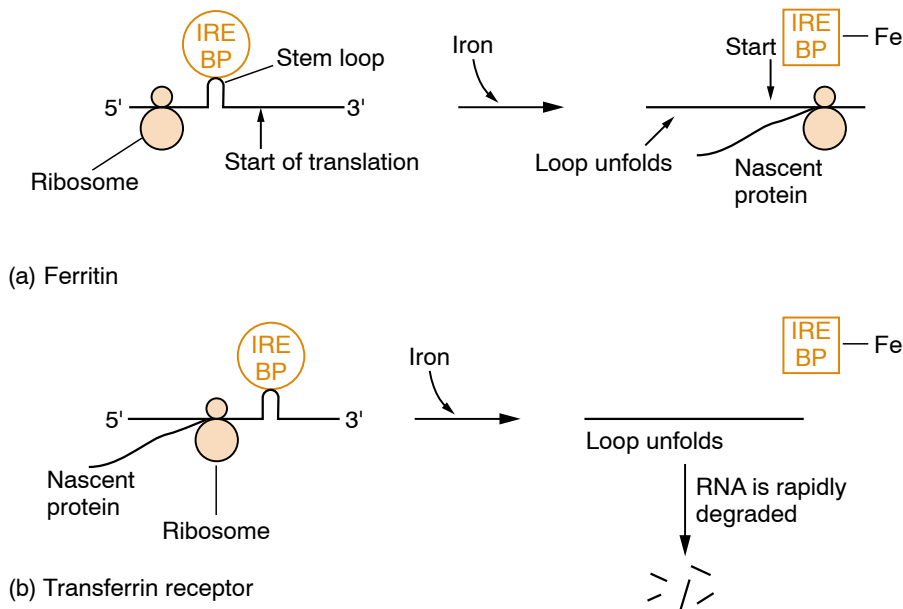 IRE
BP
Stem loop
5'
3'
Start of translation
Ribosome
Iron
Start
IRE
BP
Fe
Loop unfolds
Nascent
protein
(a) Ferritin
IRE
BP
5'
3'
Nascent
protein
Ribosome
Iron
IRE
BP
Fe
Loop unfolds
RNA is rapidly
degraded
(b) Transferrin receptor